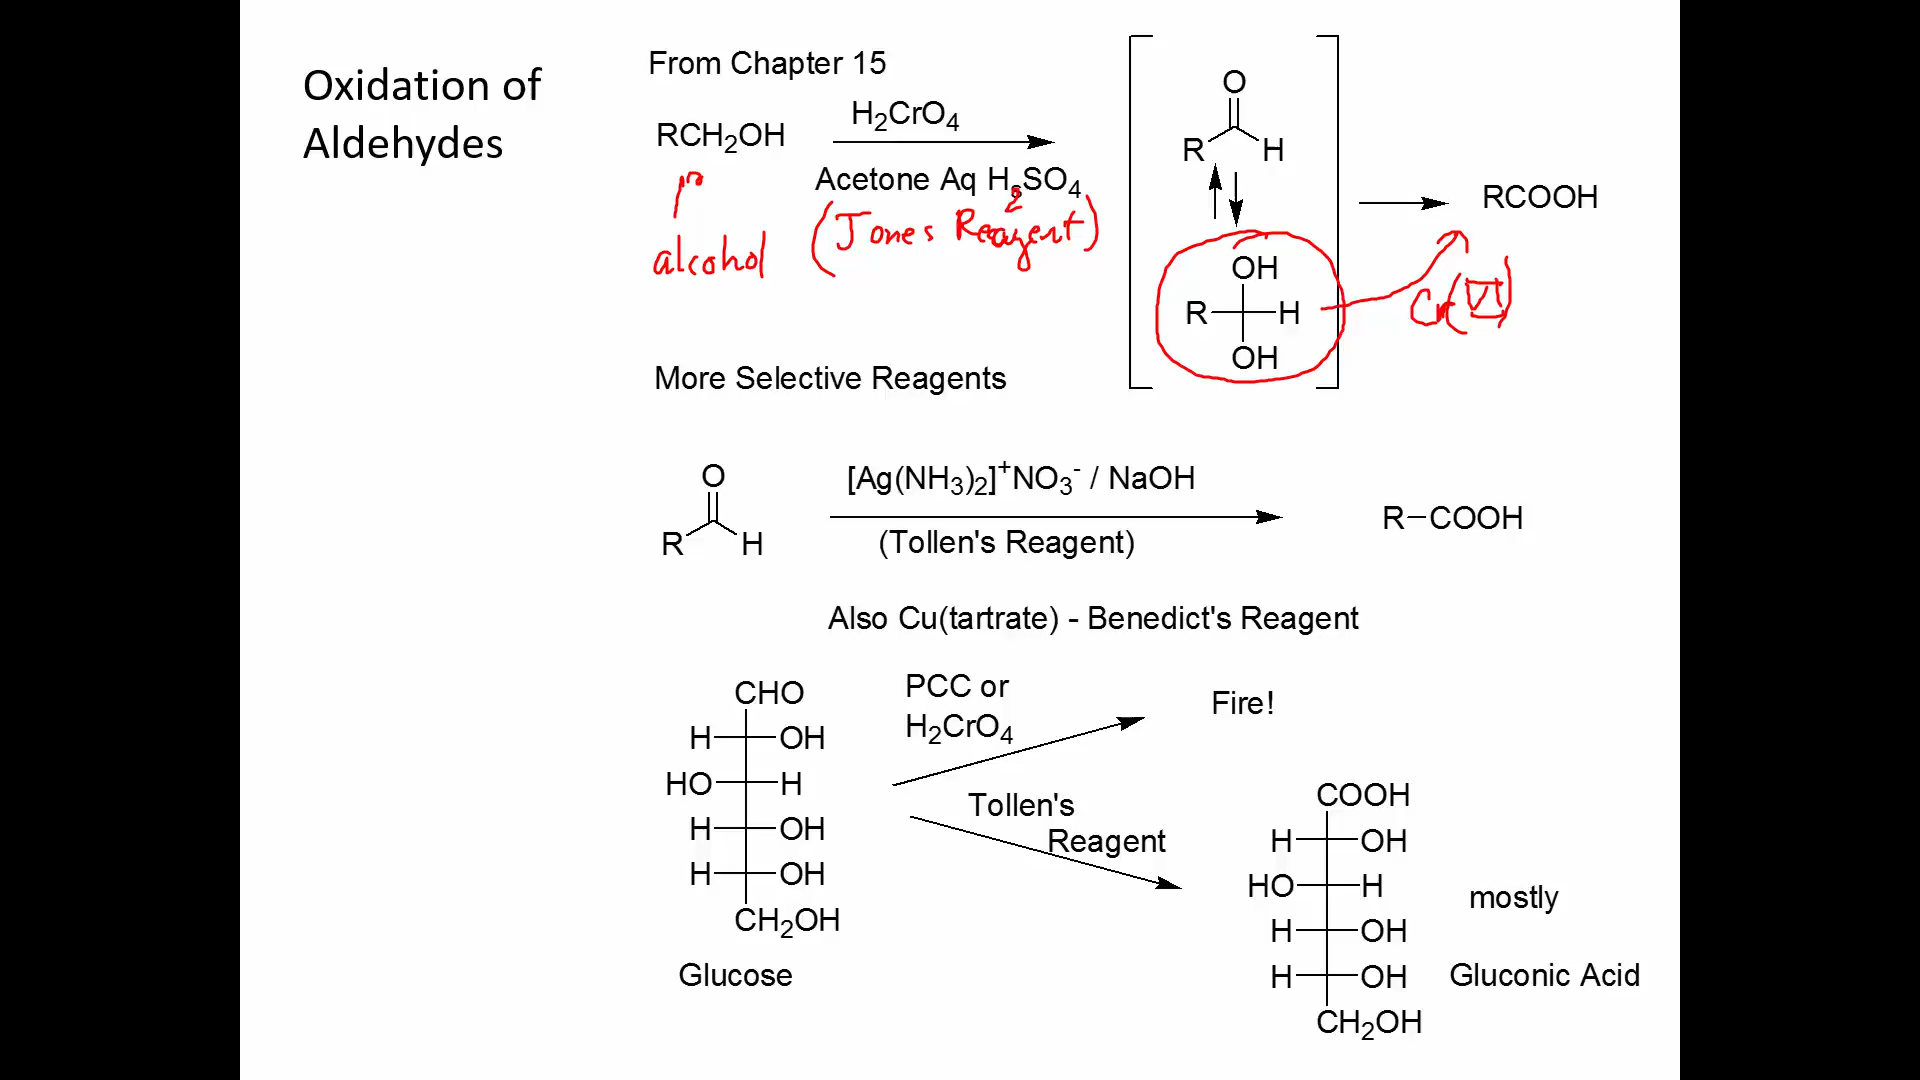 Oxidation of
Aldehydes
From Chapter 15
RCH2OH
H2CrO4
Acetone Aq HsSO4
2
(Jones Reagent)
1°
alcohol
O
R H
OH
R H
OH
RCOOH
Cr(VI)
More Selective Reagents
O
R H
[Ag(NH3)2]+NO3- / NaOH
(Tollen's Reagent)
R-COOH
Also Cu(tartrate) - Benedict's Reagent
CHO
H OH
HO H
H OH
H OH
CH2OH
Glucose
PCC or
H2CrO4
Fire!
Tollen's
Reagent
COOH
H OH
HO H
H OH
H OH
CH2OH
mostly
Gluconic Acid